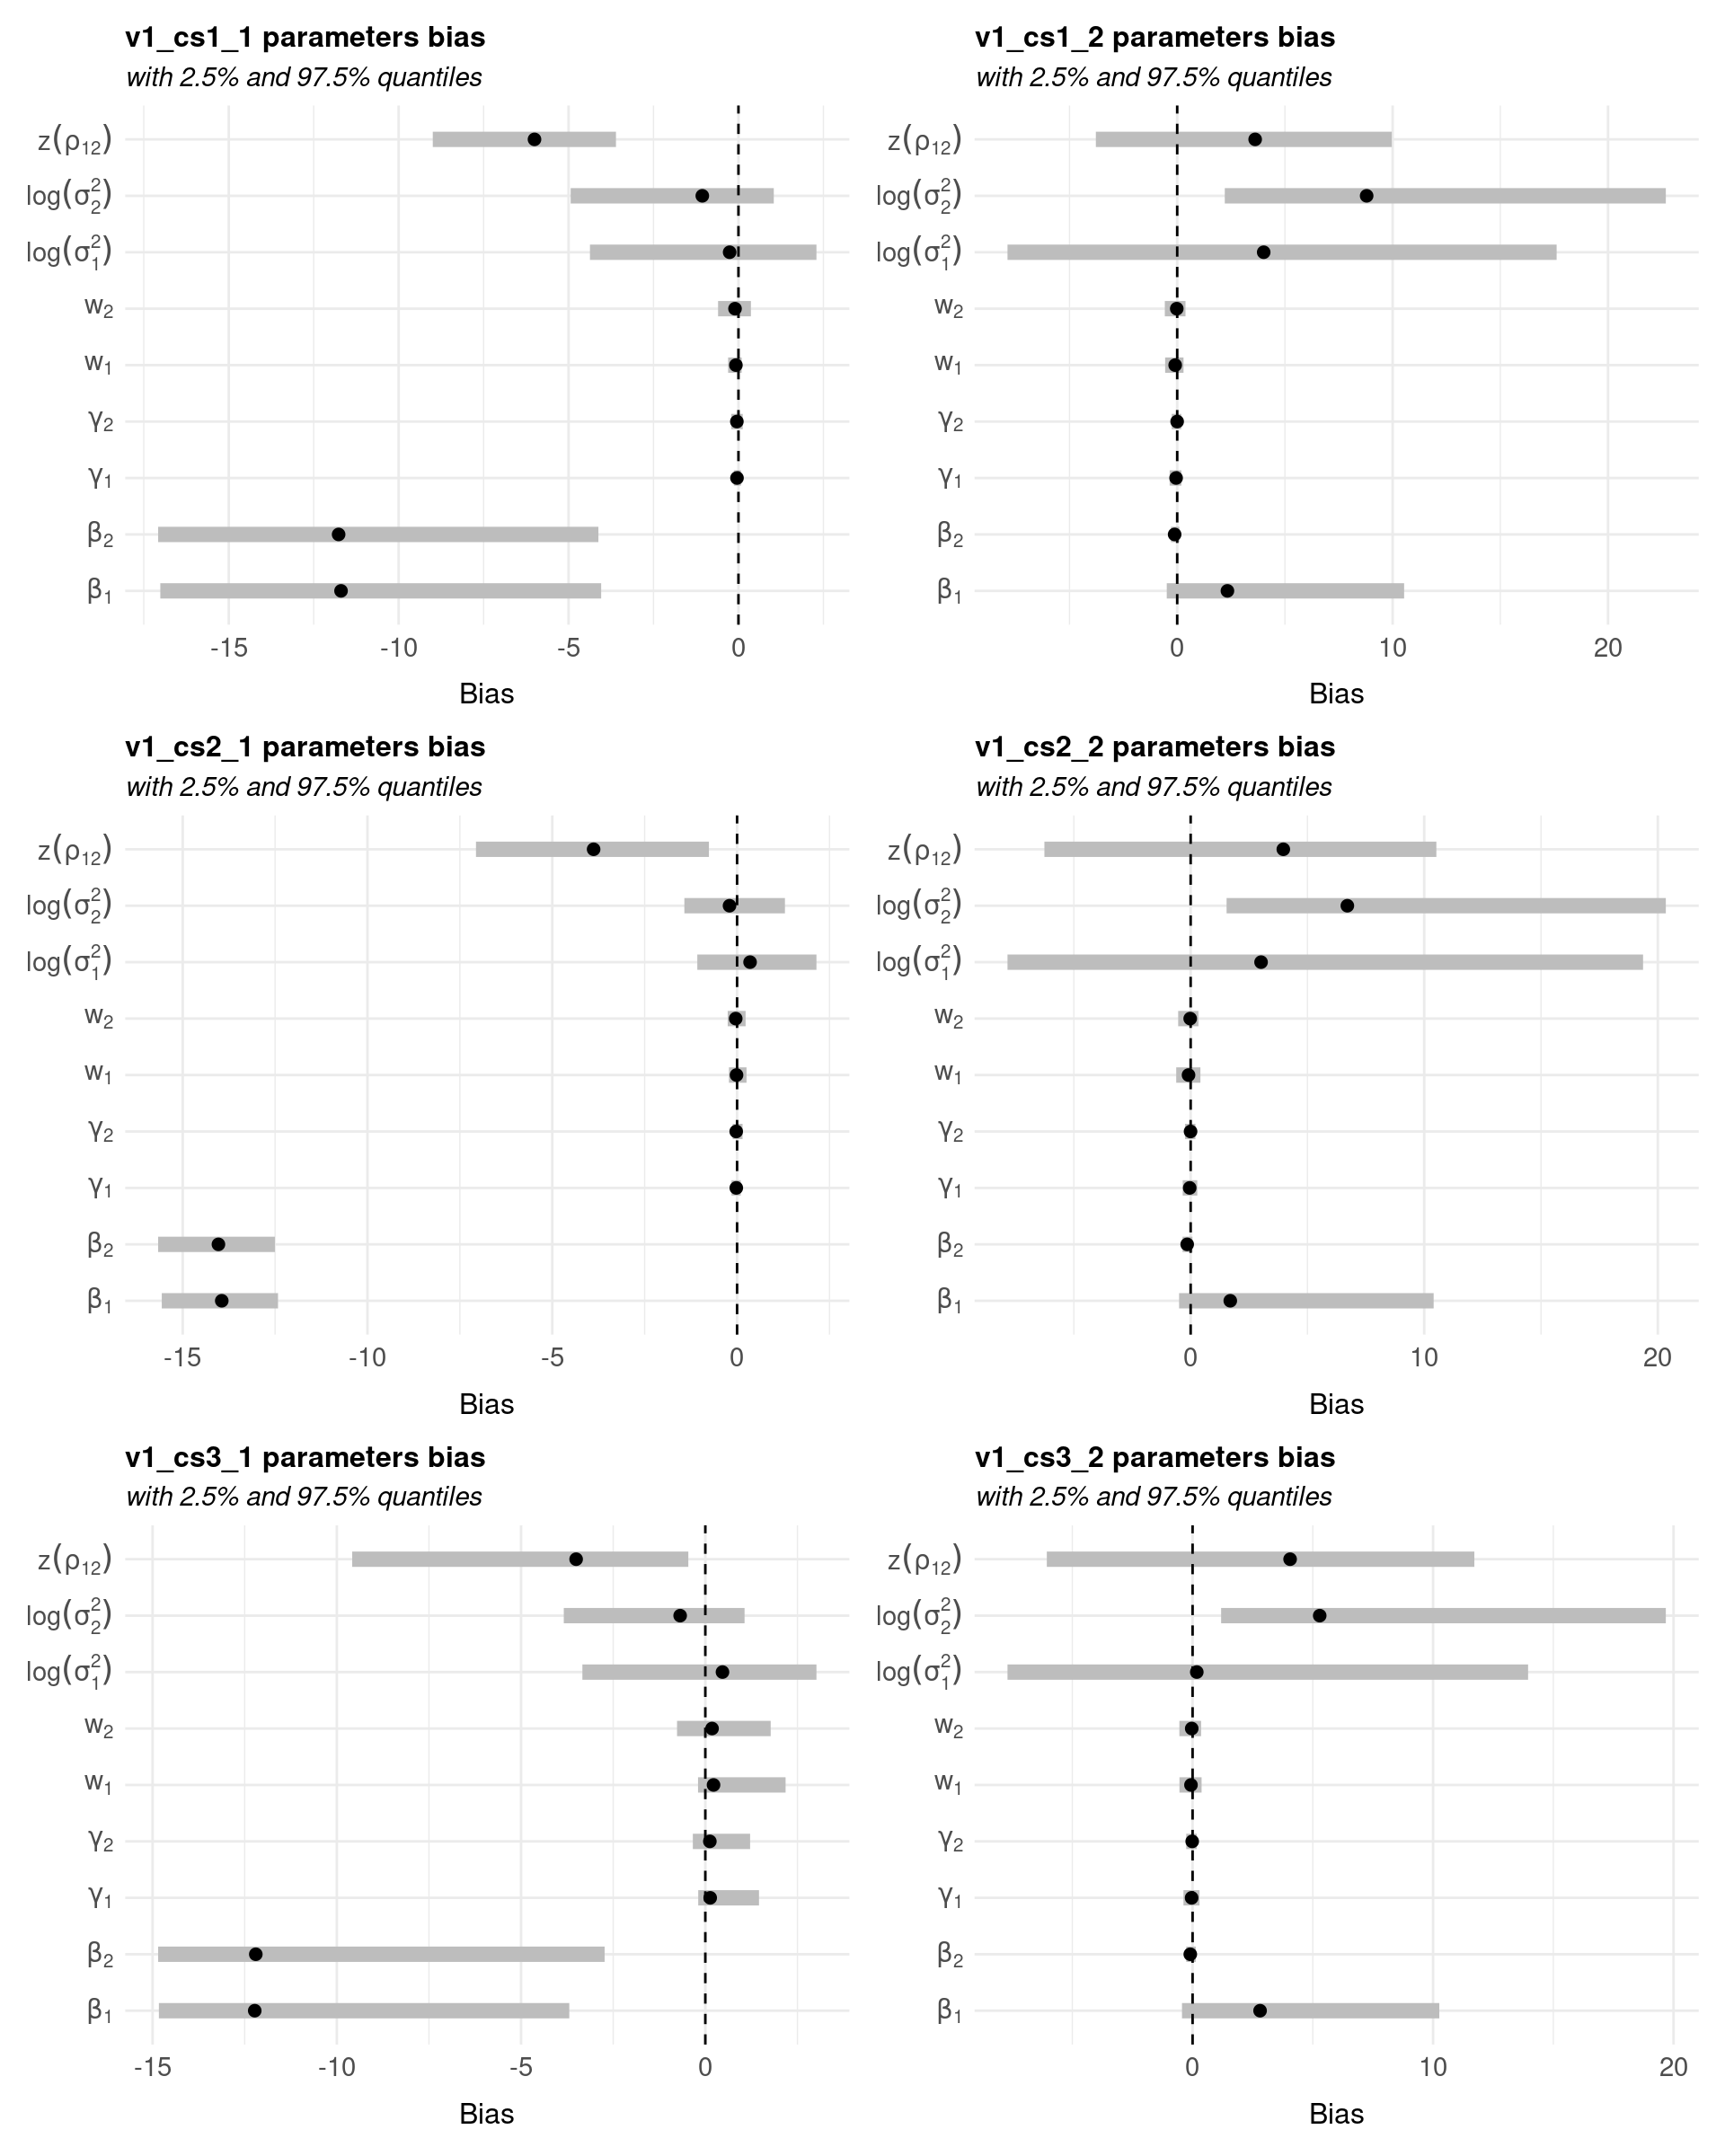 v1_cs1_1 parameters bias
with 2.5% and 97.5% quantiles
z(ρ₁₂)
log(σ₂²)
log(σ₁²)
w₂
w₁
γ₂
γ₁
β₂
β₁
-15 -10 -5 0
Bias
v1_cs1_2 parameters bias
with 2.5% and 97.5% quantiles
z(ρ₁₂)
log(σ₂²)
log(σ₁²)
w₂
w₁
γ₂
γ₁
β₂
β₁
0 10 20
Bias
v1_cs2_1 parameters bias
with 2.5% and 97.5% quantiles
z(ρ₁₂)
log(σ₂²)
log(σ₁²)
w₂
w₁
γ₂
γ₁
β₂
β₁
-15 -10 -5 0
Bias
v1_cs2_2 parameters bias
with 2.5% and 97.5% quantiles
z(ρ₁₂)
log(σ₂²)
log(σ₁²)
w₂
w₁
γ₂
γ₁
β₂
β₁
0 10 20
Bias
v1_cs3_1 parameters bias
with 2.5% and 97.5% quantiles
z(ρ₁₂)
log(σ₂²)
log(σ₁²)
w₂
w₁
γ₂
γ₁
β₂
β₁
-15 -10 -5 0
Bias
v1_cs3_2 parameters bias
with 2.5% and 97.5% quantiles
z(ρ₁₂)
log(σ₂²)
log(σ₁²)
w₂
w₁
γ₂
γ₁
β₂
β₁
0 10 20
Bias